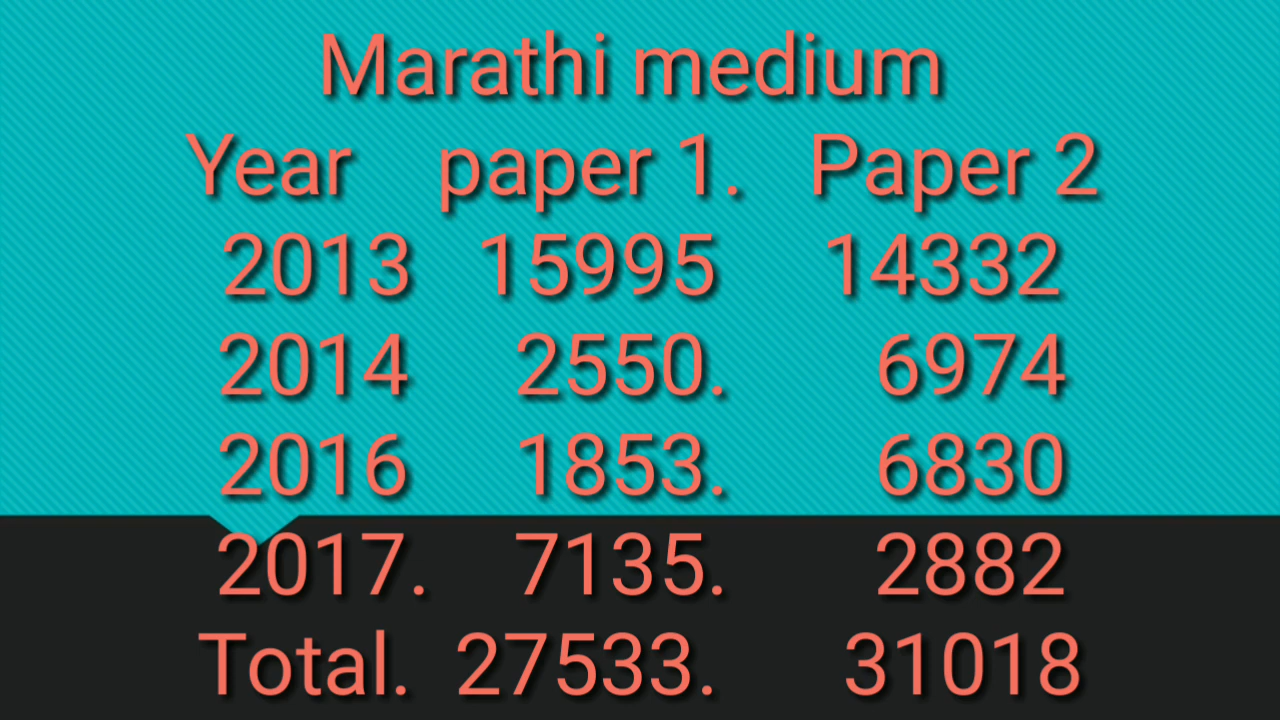 Marathi medium
Year paper 1. Paper 2
2013 15995 14332
2014 2550. 6974
2016 1853. 6830
2017. 7135. 2882
Total. 27533. 31018